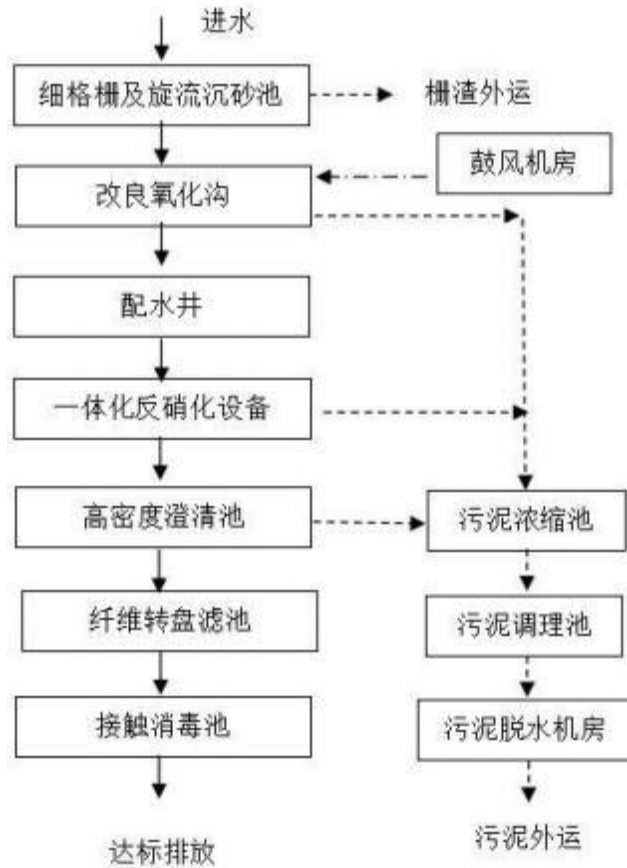 进水
细格栅及旋流沉砂池
栅渣外运
鼓风机房
改良氧化沟
配水井
一体化反硝化设备
高密度澄清池
污泥浓缩池
纤维转盘滤池
污泥调理池
接触消毒池
污泥脱水机房
达标排放
污泥外运